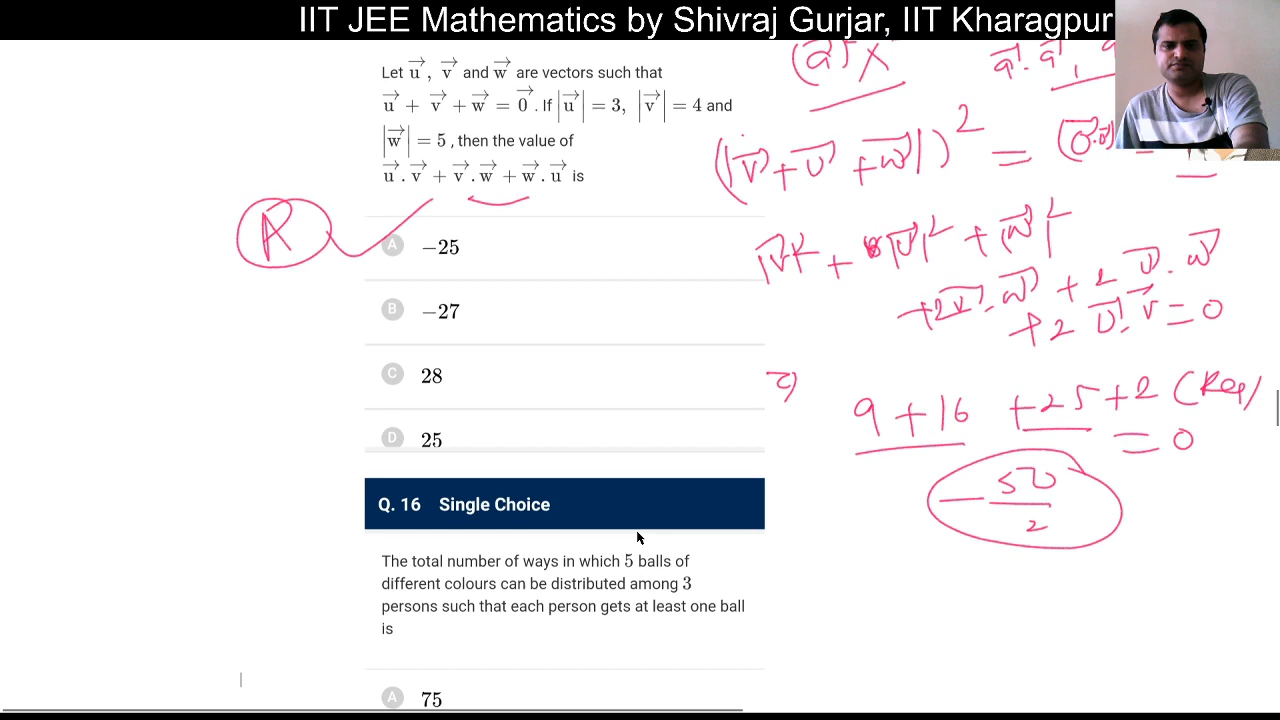 IIT JEE Mathematics by Shivraj Gurjar, IIT Kharagpur
Let u⃗, v⃗ and w⃗ are vectors such that
u⃗ + v⃗ + w⃗ = 0⃗. If |u⃗| = 3, |v⃗| = 4 and
|w⃗| = 5, then the value of
u⃗. v⃗ + v⃗. w⃗ + w⃗. u⃗ is
A −25
B −27
C 28
D 25
Q. 16 Single Choice
The total number of ways in which 5 balls of
different colours can be distributed among 3
persons such that each person gets at least one ball
is
A 75
(a⃗) X
a⃗. a⃗,
(|v⃗ + υ⃗ + w⃗|)² =
+ |υ⃗|² + |w⃗|²
+2v⃗. w⃗ + 2 υ⃗. w⃗
+2 υ⃗. v⃗ = 0
9 + 16 + 25 + 2 (Req)
= 0
− 50/2